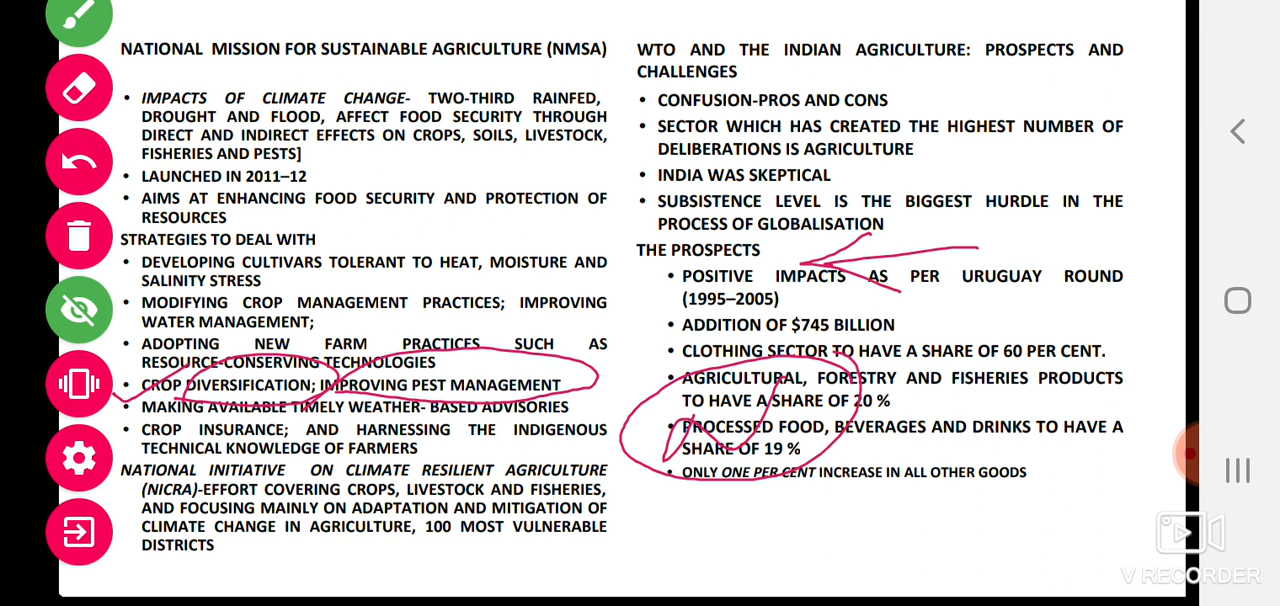 NATIONAL MISSION FOR SUSTAINABLE AGRICULTURE (NMSA)
• IMPACTS OF CLIMATE CHANGE- TWO-THIRD RAINFED,
DROUGHT AND FLOOD, AFFECT FOOD SECURITY THROUGH
DIRECT AND INDIRECT EFFECTS ON CROPS, SOILS, LIVESTOCK,
FISHERIES AND PESTS]
• LAUNCHED IN 2011–12
• AIMS AT ENHANCING FOOD SECURITY AND PROTECTION OF
RESOURCES
STRATEGIES TO DEAL WITH
• DEVELOPING CULTIVARS TOLERANT TO HEAT, MOISTURE AND
SALINITY STRESS
• MODIFYING CROP MANAGEMENT PRACTICES; IMPROVING
WATER MANAGEMENT;
• ADOPTING NEW FARM PRACTICES SUCH AS
RESOURCE-CONSERVING TECHNOLOGIES
• CROP DIVERSIFICATION; IMPROVING PEST MANAGEMENT
• MAKING AVAILABLE TIMELY WEATHER- BASED ADVISORIES
• CROP INSURANCE; AND HARNESSING THE INDIGENOUS
TECHNICAL KNOWLEDGE OF FARMERS
NATIONAL INITIATIVE ON CLIMATE RESILIENT AGRICULTURE
(NICRA)-EFFORT COVERING CROPS, LIVESTOCK AND FISHERIES,
AND FOCUSING MAINLY ON ADAPTATION AND MITIGATION OF
CLIMATE CHANGE IN AGRICULTURE, 100 MOST VULNERABLE
DISTRICTS
WTO AND THE INDIAN AGRICULTURE: PROSPECTS AND
CHALLENGES
• CONFUSION-PROS AND CONS
• SECTOR WHICH HAS CREATED THE HIGHEST NUMBER OF
DELIBERATIONS IS AGRICULTURE
• INDIA WAS SKEPTICAL
• SUBSISTENCE LEVEL IS THE BIGGEST HURDLE IN THE
PROCESS OF GLOBALISATION
THE PROSPECTS
• POSITIVE IMPACTS AS PER URUGUAY ROUND
(1995–2005)
• ADDITION OF $745 BILLION
• CLOTHING SECTOR TO HAVE A SHARE OF 60 PER CENT.
• AGRICULTURAL, FORESTRY AND FISHERIES PRODUCTS
TO HAVE A SHARE OF 20 %
• PROCESSED FOOD, BEVERAGES AND DRINKS TO HAVE A
SHARE OF 19 %
• ONLY ONE PER CENT INCREASE IN ALL OTHER GOODS
V RECORDER